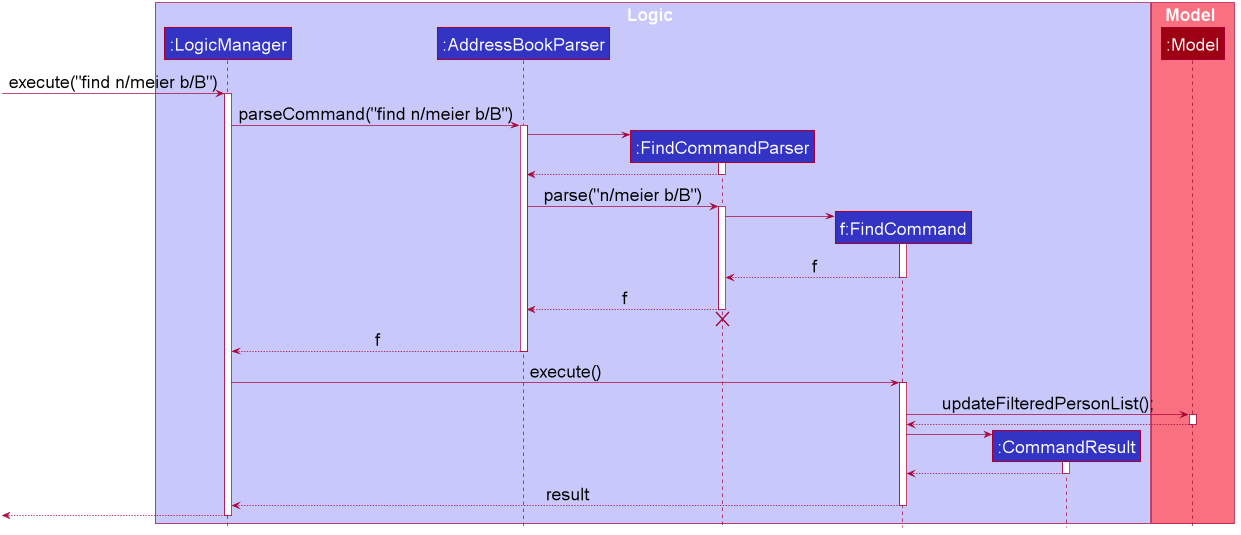 Logic
Model
:LogicManager
:AddressBookParser
:Model
execute("find n/meier b/B")
parseCommand("find n/meier b/B")
:FindCommandParser
parse("n/meier b/B")
f:FindCommand
f
f
f
execute()
updateFilteredPersonList();
:CommandResult
result